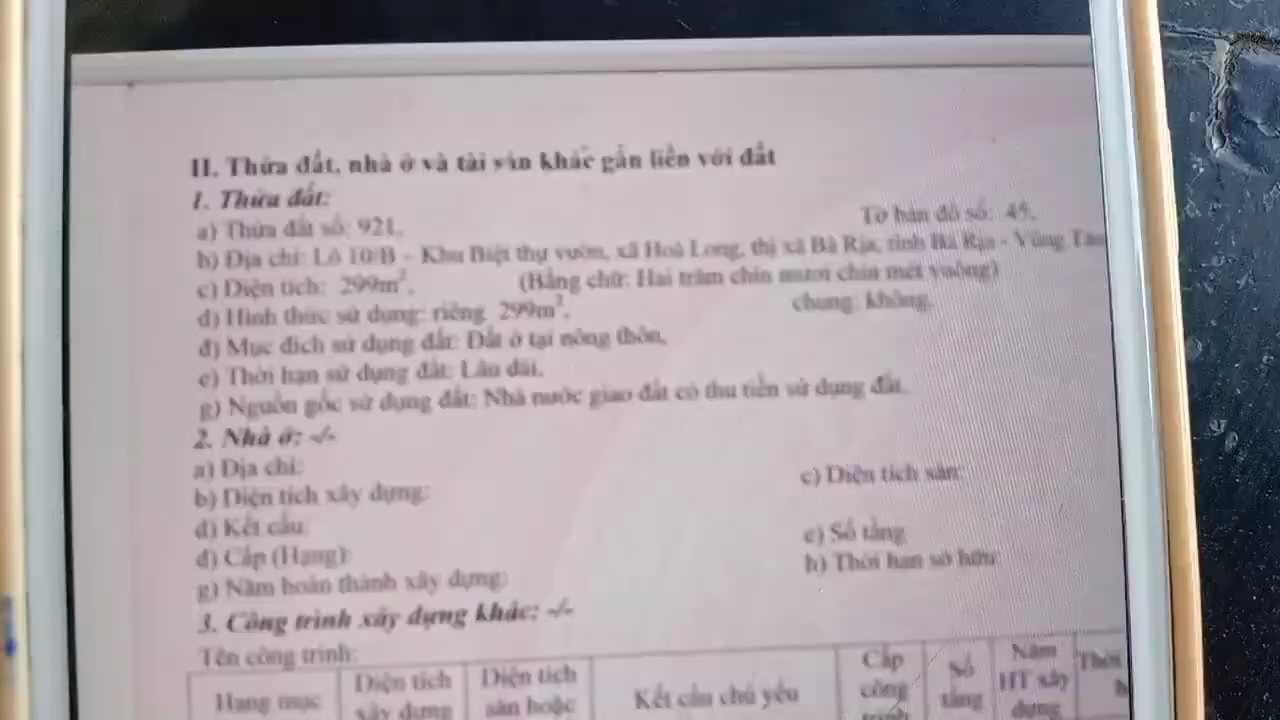 II. Thửa đất, nhà ở và tài sản khác gắn liền với đất
1. Thửa đất:
a) Thửa đất số: 921. Tờ bản đồ số: 45.
b) Địa chỉ: Lô 10/B - Khu Biệt thự vườn, xã Hoà Long, thị xã Bà Rịa, tỉnh Bà Rịa - Vũng Tàu
c) Diện tích: 299m². (Bằng chữ: Hai trăm chín mươi chín mét vuông)
d) Hình thức sử dụng: riêng 299m². chung: không.
đ) Mục đích sử dụng đất: Đất ở tại nông thôn.
e) Thời hạn sử dụng đất: Lâu dài.
g) Nguồn gốc sử dụng đất: Nhà nước giao đất có thu tiền sử dụng đất.
2. Nhà ở: -/-
a) Địa chỉ:
b) Diện tích xây dựng: c) Diện tích sàn:
d) Kết cấu:
đ) Cấp (Hạng): e) Số tầng:
g) Năm hoàn thành xây dựng: h) Thời hạn sở hữu:
3. Công trình xây dựng khác: -/-
Tên công trình:
Hạng mục Diện tích xây dựng Diện tích sàn hoặc Kết cấu chủ yếu Cấp công trình Số tầng Năm HT xây dựng Thời